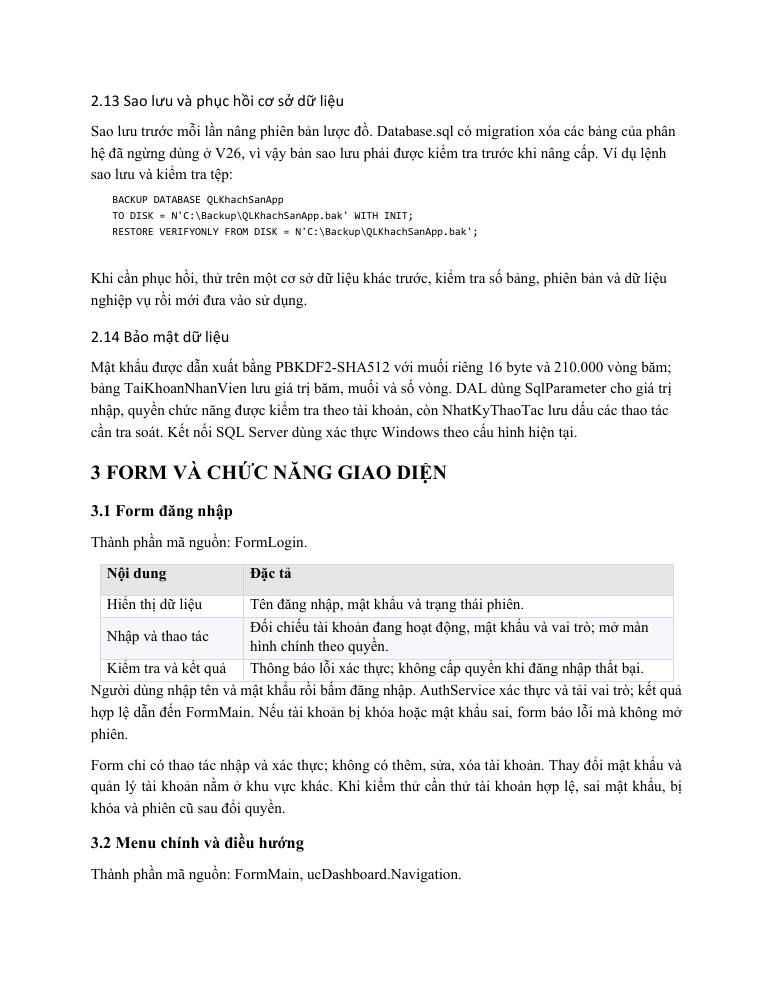 2.13 Sao lưu và phục hồi cơ sở dữ liệu
Sao lưu trước mỗi lần nâng phiên bản lược đồ. Database.sql có migration xóa các bảng của phân
hệ đã ngừng dùng ở V26, vì vậy bản sao lưu phải được kiểm tra trước khi nâng cấp. Ví dụ lệnh
sao lưu và kiểm tra tệp:
BACKUP DATABASE QLKhachSanApp
TO DISK = N'C:\Backup\QLKhachSanApp.bak' WITH INIT;
RESTORE VERIFYONLY FROM DISK = N'C:\Backup\QLKhachSanApp.bak';
Khi cần phục hồi, thử trên một cơ sở dữ liệu khác trước, kiểm tra số bảng, phiên bản và dữ liệu
nghiệp vụ rồi mới đưa vào sử dụng.
2.14 Bảo mật dữ liệu
Mật khẩu được dẫn xuất bằng PBKDF2-SHA512 với muối riêng 16 byte và 210.000 vòng băm;
bảng TaiKhoanNhanVien lưu giá trị băm, muối và số vòng. DAL dùng SqlParameter cho giá trị
nhập, quyền chức năng được kiểm tra theo tài khoản, còn NhatKyThaoTac lưu dấu các thao tác
cần tra soát. Kết nối SQL Server dùng xác thực Windows theo cấu hình hiện tại.
3 FORM VÀ CHỨC NĂNG GIAO DIỆN
3.1 Form đăng nhập
Thành phần mã nguồn: FormLogin.
Nội dung Đặc tả
Hiển thị dữ liệu Tên đăng nhập, mật khẩu và trạng thái phiên.
Nhập và thao tác Đối chiếu tài khoản đang hoạt động, mật khẩu và vai trò; mở màn
hình chính theo quyền.
Kiểm tra và kết quả Thông báo lỗi xác thực; không cấp quyền khi đăng nhập thất bại.
Người dùng nhập tên và mật khẩu rồi bấm đăng nhập. AuthService xác thực và tải vai trò; kết quả
hợp lệ dẫn đến FormMain. Nếu tài khoản bị khóa hoặc mật khẩu sai, form báo lỗi mà không mở
phiên.
Form chỉ có thao tác nhập và xác thực; không có thêm, sửa, xóa tài khoản. Thay đổi mật khẩu và
quản lý tài khoản nằm ở khu vực khác. Khi kiểm thử cần thử tài khoản hợp lệ, sai mật khẩu, bị
khóa và phiên cũ sau đổi quyền.
3.2 Menu chính và điều hướng
Thành phần mã nguồn: FormMain, ucDashboard.Navigation.